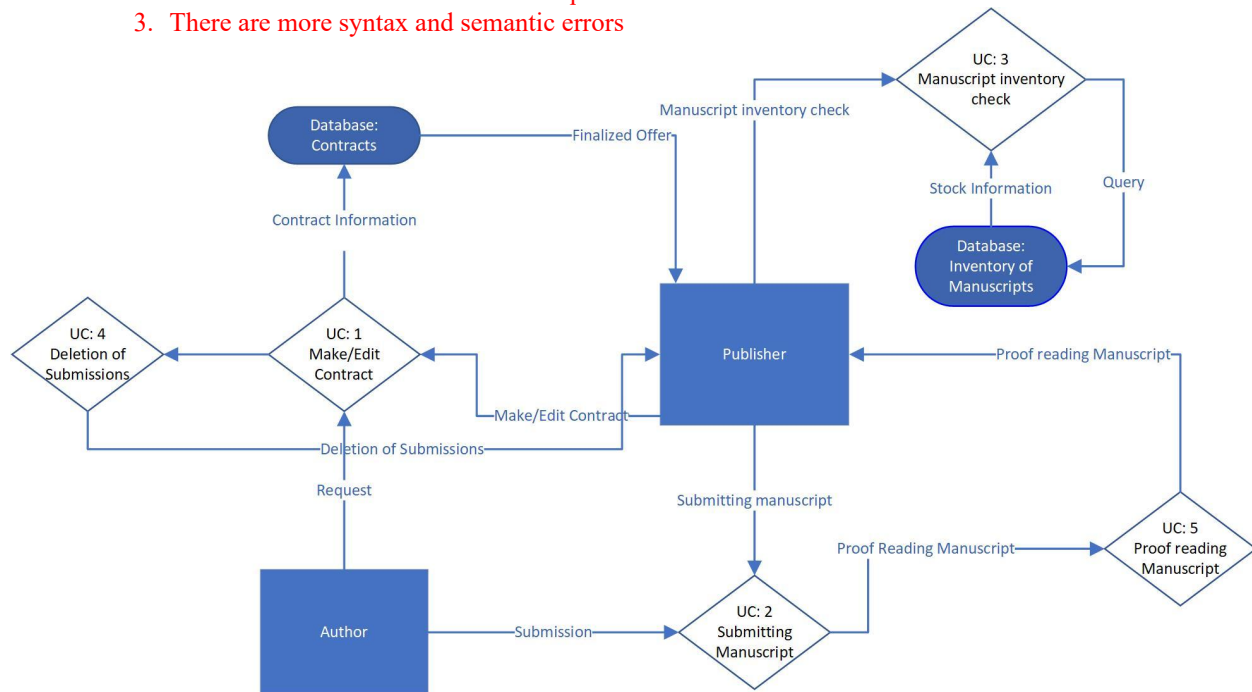 3. There are more syntax and semantic errors
UC: 3
Manuscript inventory
check
Manuscript inventory check
Database:
Contracts
Finalized Offer
Stock Information
Query
Contract Information
Database:
Inventory of
Manuscripts
UC: 4
Deletion of
Submissions
UC: 1
Make/Edit
Contract
Publisher
Proof reading Manuscript
Make/Edit Contract
Deletion of Submissions
Request
Submitting manuscript
UC: 5
Proof reading
Manuscript
Proof Reading Manuscript
Author
Submission
UC: 2
Submitting
Manuscript